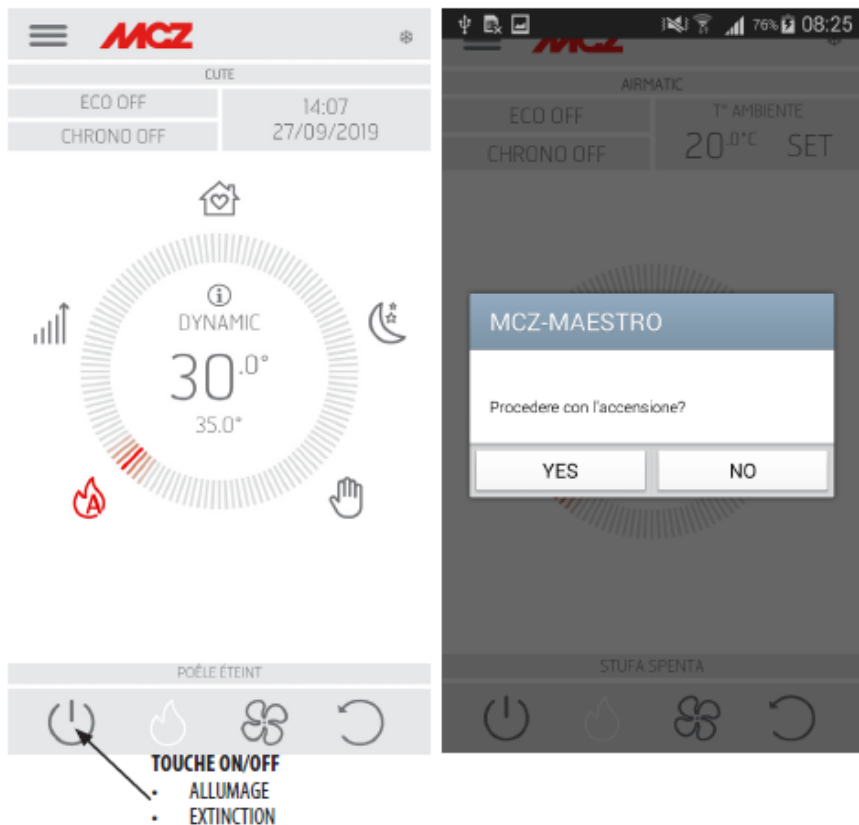 MCZ
CUTE
ECO OFF
CHRONO OFF
14:07
27/09/2019
DYNAMIC
30.0°
35.0°
A
POÊLE ÉTEINT
TOUCHE ON/OFF
• ALLUMAGE
• EXTINCTION
76% 08:25
MCZ
AIRMATIC
ECO OFF
CHRONO OFF
T° AMBIENTE
20.0°C SET
MCZ-MAESTRO
Procedere con l'accensione?
YES NO
STUFA SPENTA